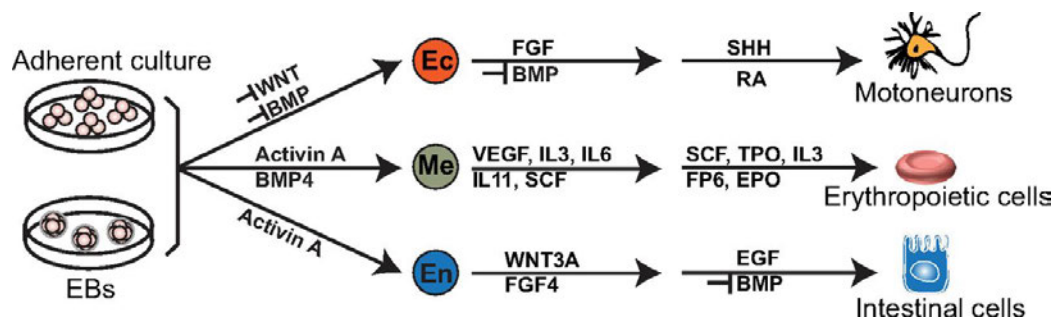 Adherent culture
EBs
WNT
BMP
Ec
FGF
BMP
SHH
RA
Motoneurons
Activin A
BMP4
Me
VEGF, IL3, IL6
IL11, SCF
SCF, TPO, IL3
FP6, EPO
Erythropoietic cells
Activin A
En
WNT3A
FGF4
EGF
BMP
Intestinal cells